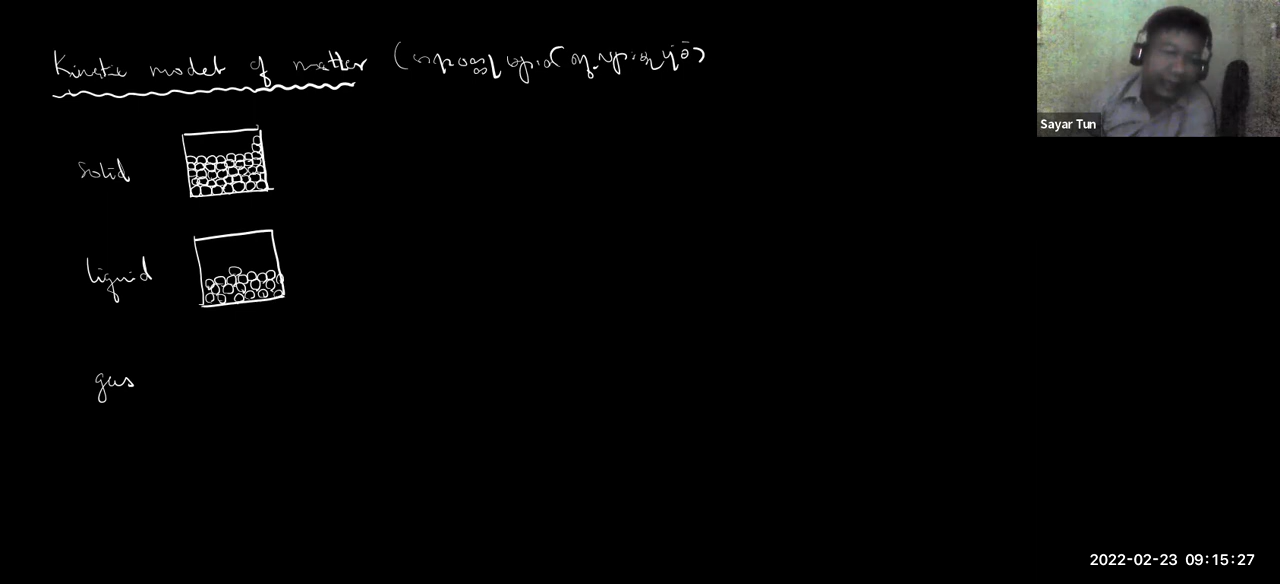 Kinetic model of matter
Sayar Tun
solid
liquid
gas
2022-02-23 09:15:27